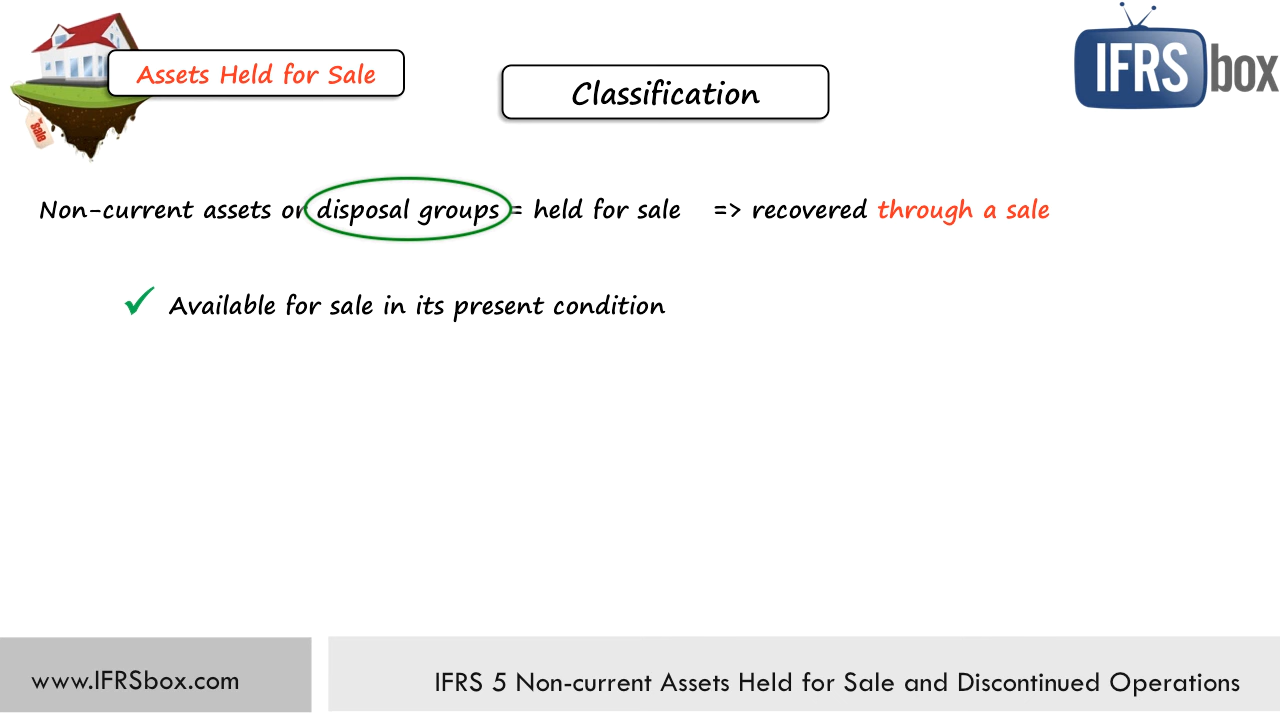 Assets Held for Sale
IFRS box
Classification
sale
Non-current assets or disposal groups = held for sale => recovered through a sale
✓ Available for sale in its present condition
www.IFRSbox.com
IFRS 5 Non-current Assets Held for Sale and Discontinued Operations